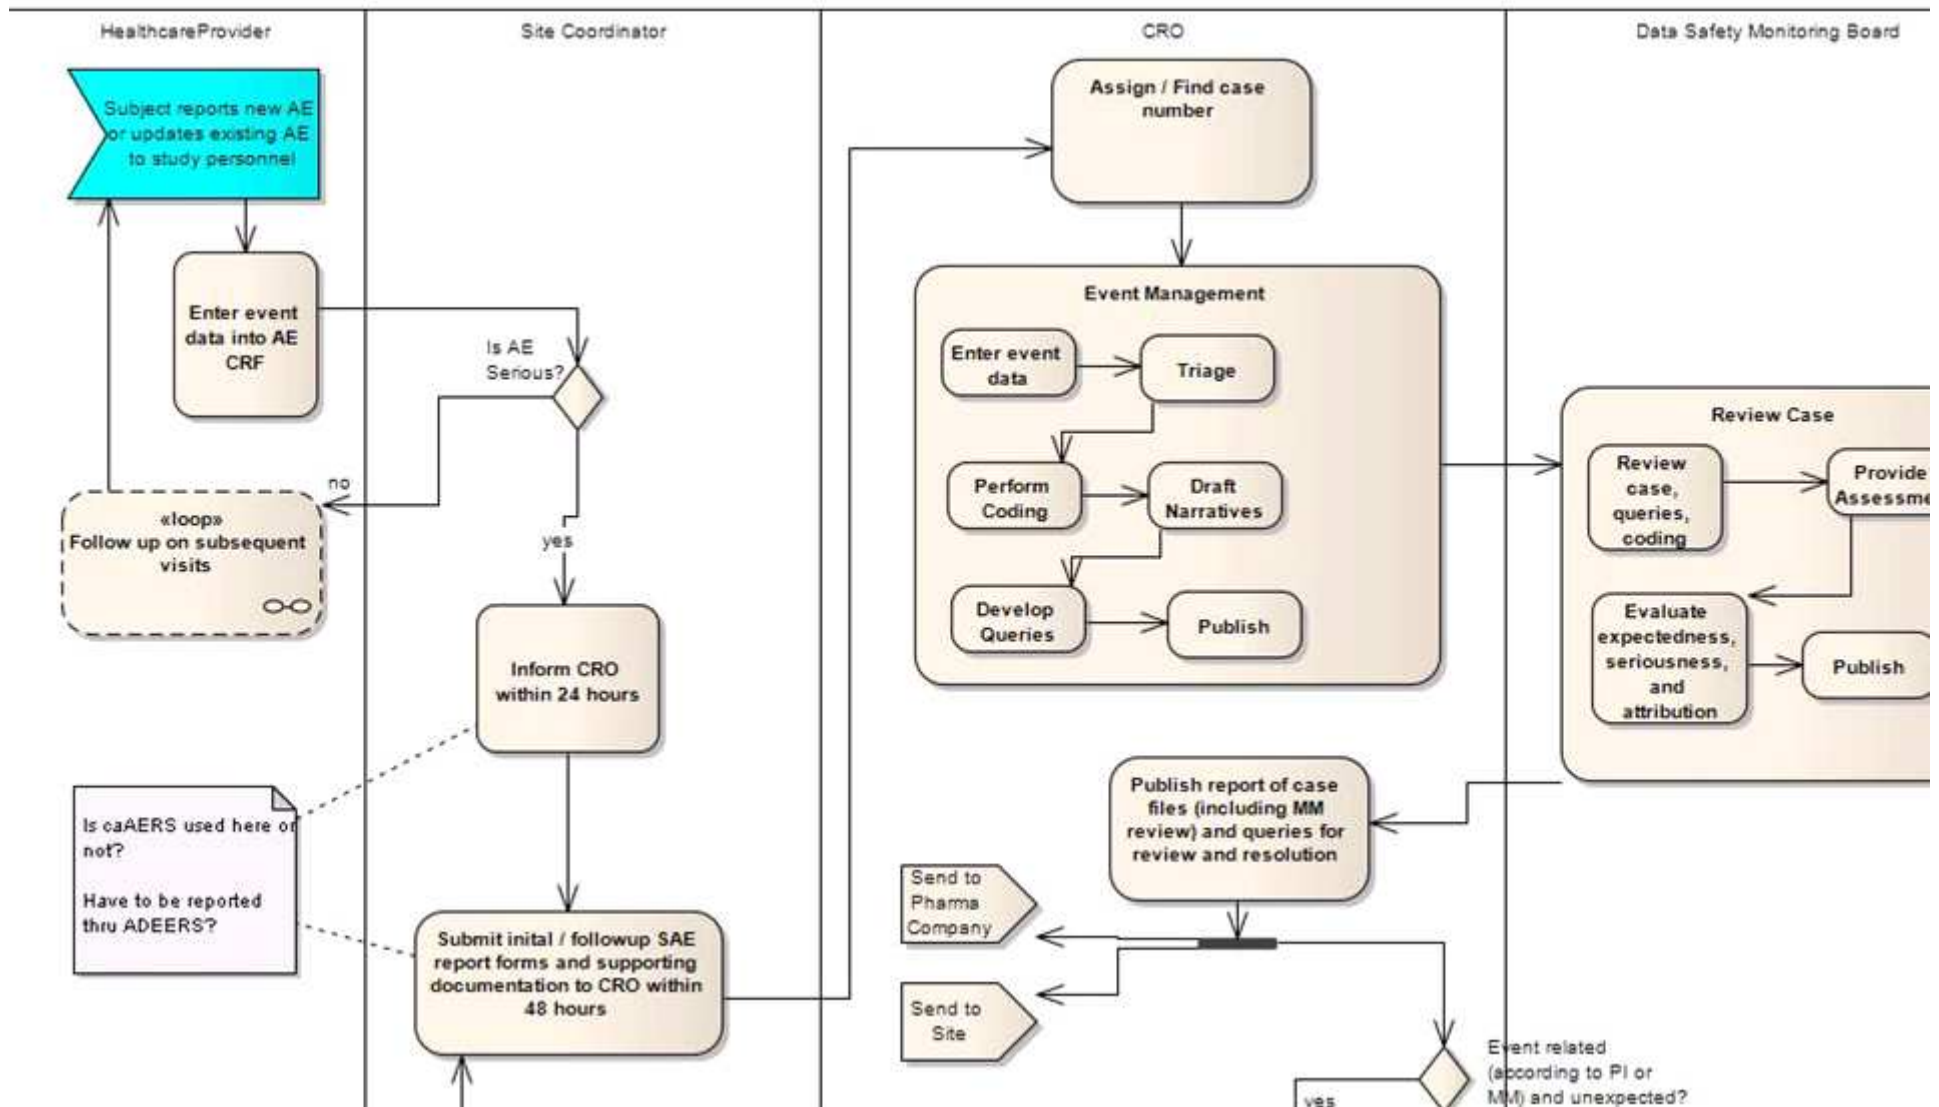 HealthcareProvider
Site Coordinator
CRO
Data Safety Monitoring Board
Subject reports new AE
or updates existing AE
to study personnel
Enter event
data into AE
CRF
Is AE
Serious?
no
yes
«loop»
Follow up on subsequent
visits
Inform CRO
within 24 hours
Is caAERS used here or
not?
Have to be reported
thru ADEERS?
Submit inital / followup SAE
report forms and supporting
documentation to CRO within
48 hours
Assign / Find case
number
Event Management
Enter event
data
Triage
Perform
Coding
Draft
Narratives
Develop
Queries
Publish
Review Case
Review
case,
queries,
coding
Provide
Assessme
Evaluate
expectedness,
seriousness,
and
attribution
Publish
Publish report of case
files (including MM
review) and queries for
review and resolution
Send to
Pharma
Company
Send to
Site
Event related
(according to PI or
MM) and unexpected?
yes